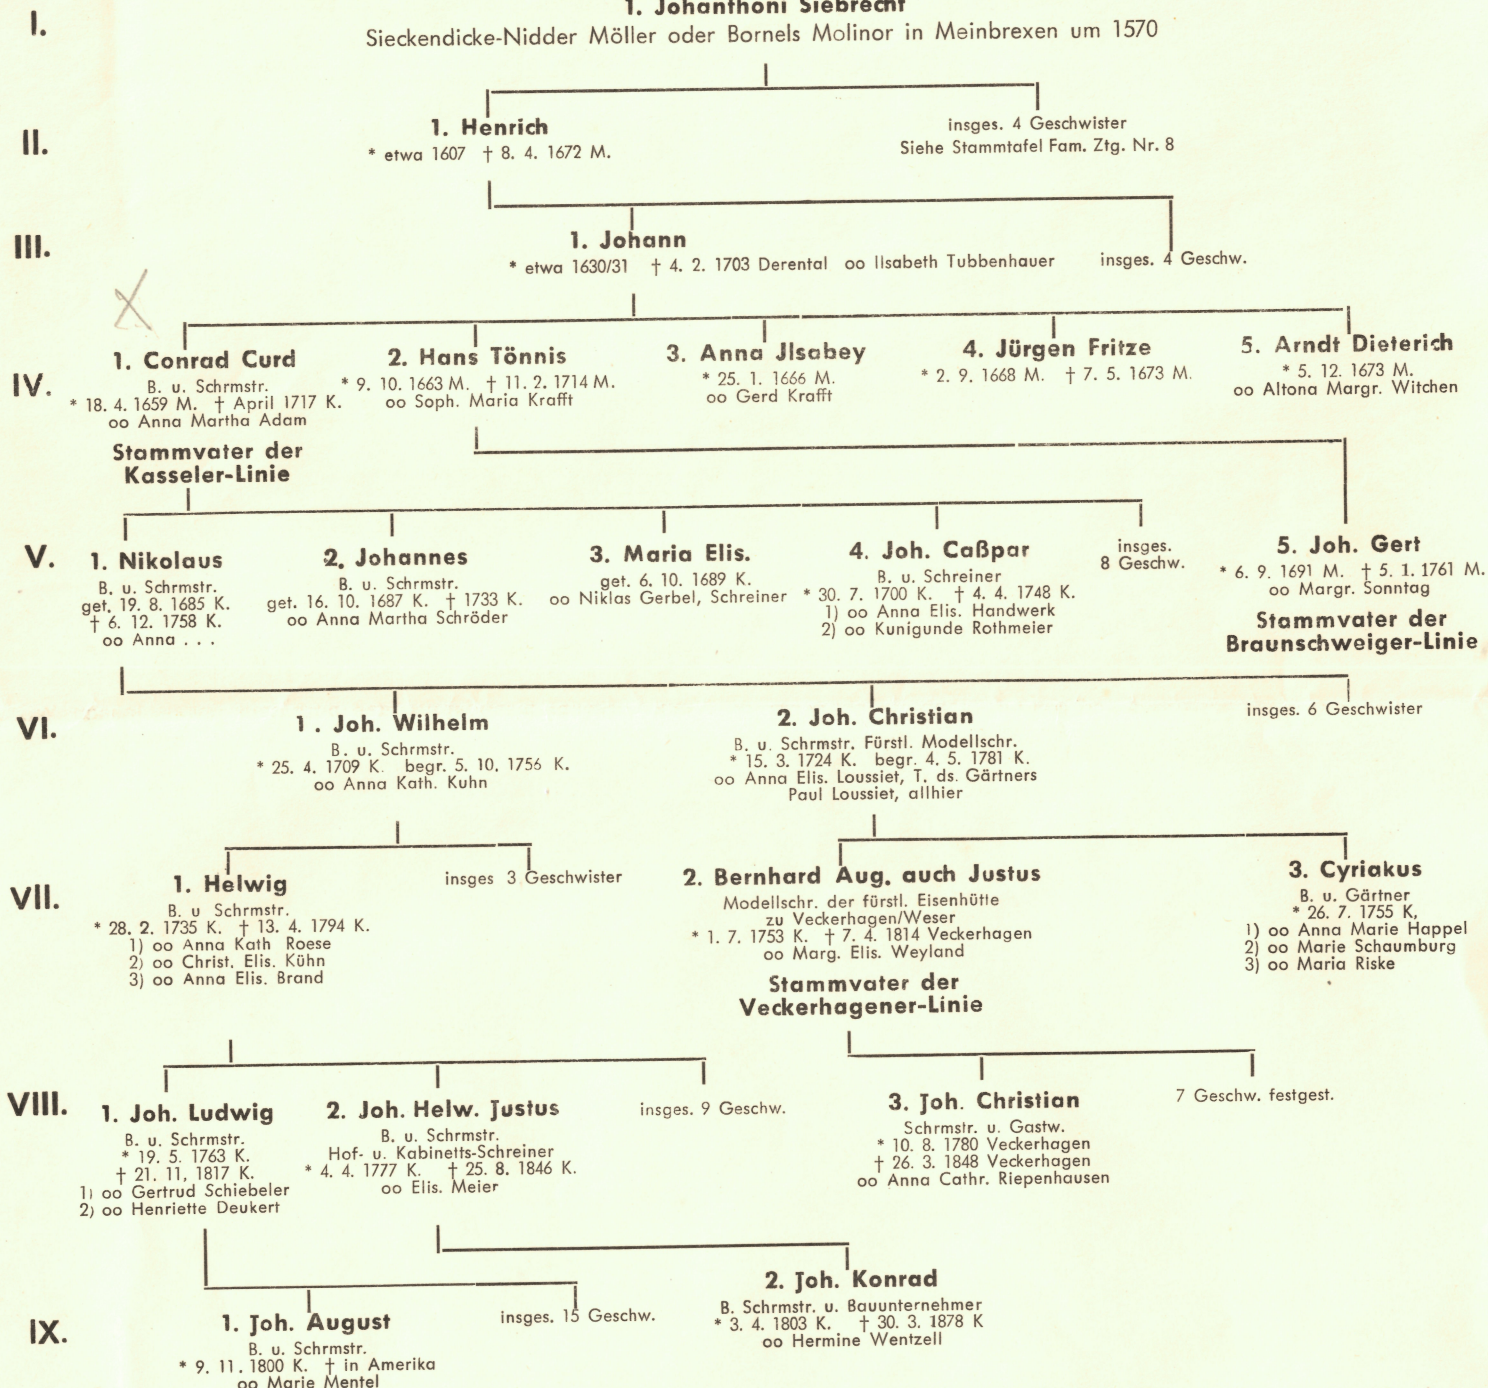 I.
1. Johanthoni Siebrecht
Sieckendicke-Nidder Möller oder Bornels Molinor in Meinbrexen um 1570
II.
1. Henrich
* etwa 1607 † 8. 4. 1672 M.
insges. 4 Geschwister
Siehe Stammtafel Fam. Ztg. Nr. 8
III.
1. Johann
* etwa 1630/31 † 4. 2. 1703 Derental oo Ilsabeth Tubbenhauer
insges. 4 Geschw.
IV.
1. Conrad Curd
B. u. Schrmstr.
* 18. 4. 1659 M. † April 1717 K.
oo Anna Martha Adam
Stammvater der
Kasseler-Linie
2. Hans Tönnis
* 9. 10. 1663 M. † 11. 2. 1714 M.
oo Soph. Maria Krafft
3. Anna Jlsabey
* 25. 1. 1666 M.
oo Gerd Krafft
4. Jürgen Fritze
* 2. 9. 1668 M. † 7. 5. 1673 M.
5. Arndt Dieterich
* 5. 12. 1673 M.
oo Altona Margr. Witchen
V.
1. Nikolaus
B. u. Schrmstr.
get. 19. 8. 1685 K.
† 6. 12. 1758 K.
oo Anna . . .
2. Johannes
B. u. Schrmstr.
get. 16. 10. 1687 K. † 1733 K.
oo Anna Martha Schröder
3. Maria Elis.
get. 6. 10. 1689 K.
oo Niklas Gerbel, Schreiner
4. Joh. Caßpar
B. u. Schreiner
* 30. 7. 1700 K. † 4. 4. 1748 K.
1) oo Anna Elis. Handwerk
2) oo Kunigunde Rothmeier
insges.
8 Geschw.
5. Joh. Gert
* 6. 9. 1691 M. † 5. 1. 1761 M.
oo Margr. Sonntag
Stammvater der
Braunschweiger-Linie
VI.
1 . Joh. Wilhelm
B. u. Schrmstr.
* 25. 4. 1709 K. begr. 5. 10. 1756 K.
oo Anna Kath. Kuhn
2. Joh. Christian
B. u. Schrmstr. Fürstl. Modellschr.
* 15. 3. 1724 K. begr. 4. 5. 1781 K.
oo Anna Elis. Loussiet, T. ds. Gärtners
Paul Loussiet, allhier
insges. 6 Geschwister
VII.
1. Helwig
B. u Schrmstr.
* 28. 2. 1735 K. † 13. 4. 1794 K.
1) oo Anna Kath Roese
2) oo Christ. Elis. Kühn
3) oo Anna Elis. Brand
insges 3 Geschwister
2. Bernhard Aug. auch Justus
Modellschr. der fürstl. Eisenhütte
zu Veckerhagen/Weser
* 1. 7. 1753 K. † 7. 4. 1814 Veckerhagen
oo Marg. Elis. Weyland
Stammvater der
Veckerhagener-Linie
3. Cyriakus
B. u. Gärtner
* 26. 7. 1755 K,
1) oo Anna Marie Happel
2) oo Marie Schaumburg
3) oo Maria Riske
VIII.
1. Joh. Ludwig
B. u. Schrmstr.
* 19. 5. 1763 K.
† 21. 11, 1817 K.
1) oo Gertrud Schiebeler
2) oo Henriette Deukert
2. Joh. Helw. Justus
B. u. Schrmstr.
Hof- u. Kabinetts-Schreiner
* 4. 4. 1777 K. † 25. 8. 1846 K.
oo Elis. Meier
insges. 9 Geschw.
3. Joh. Christian
Schrmstr. u. Gastw.
* 10. 8. 1780 Veckerhagen
† 26. 3. 1848 Veckerhagen
oo Anna Cathr. Riepenhausen
7 Geschw. festgest.
IX.
1. Joh. August
B. u. Schrmstr.
* 9. 11. 1800 K. † in Amerika
oo Marie Mentel
insges. 15 Geschw.
2. Joh. Konrad
B. Schrmstr. u. Bauunternehmer
* 3. 4. 1803 K. † 30. 3. 1878 K
oo Hermine Wentzell